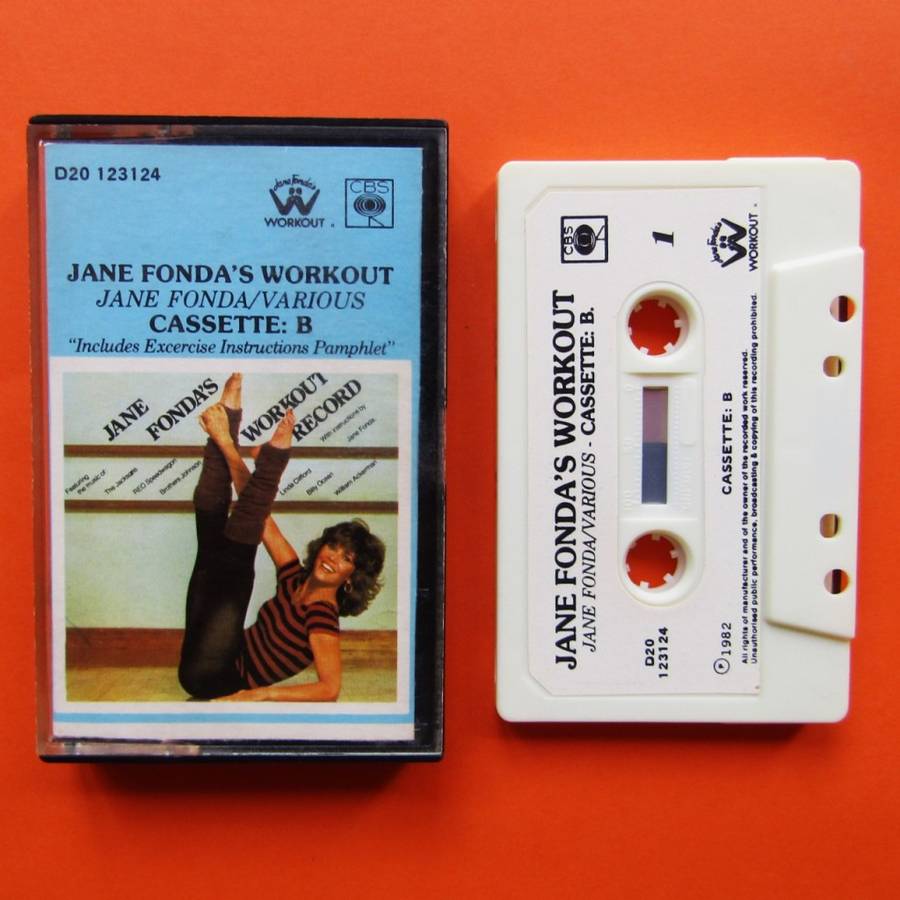 D20 123124
Jane Fonda's
WORKOUT
CBS
JANE FONDA'S WORKOUT
JANE FONDA/VARIOUS
CASSETTE: B
"Includes Excercise Instructions Pamphlet"
JANE FONDA'S
WORKOUT RECORD
With instructions by
Jane Fonda
Featuring
the music of:
The Jacksons
REO Speedwagon
Brothers Johnson
Linda Clifford
Billy Ocean
William Ackerman
CBS
1
Jane Fonda's
WORKOUT
JANE FONDA'S WORKOUT
JANE FONDA/VARIOUS - CASSETTE: B.
D20
123124
CASSETTE: B
℗1982
All rights of manufacturer and of the owner of the recorded work reserved.
Unauthorised public performance, broadcasting & copying of this recording prohibited.